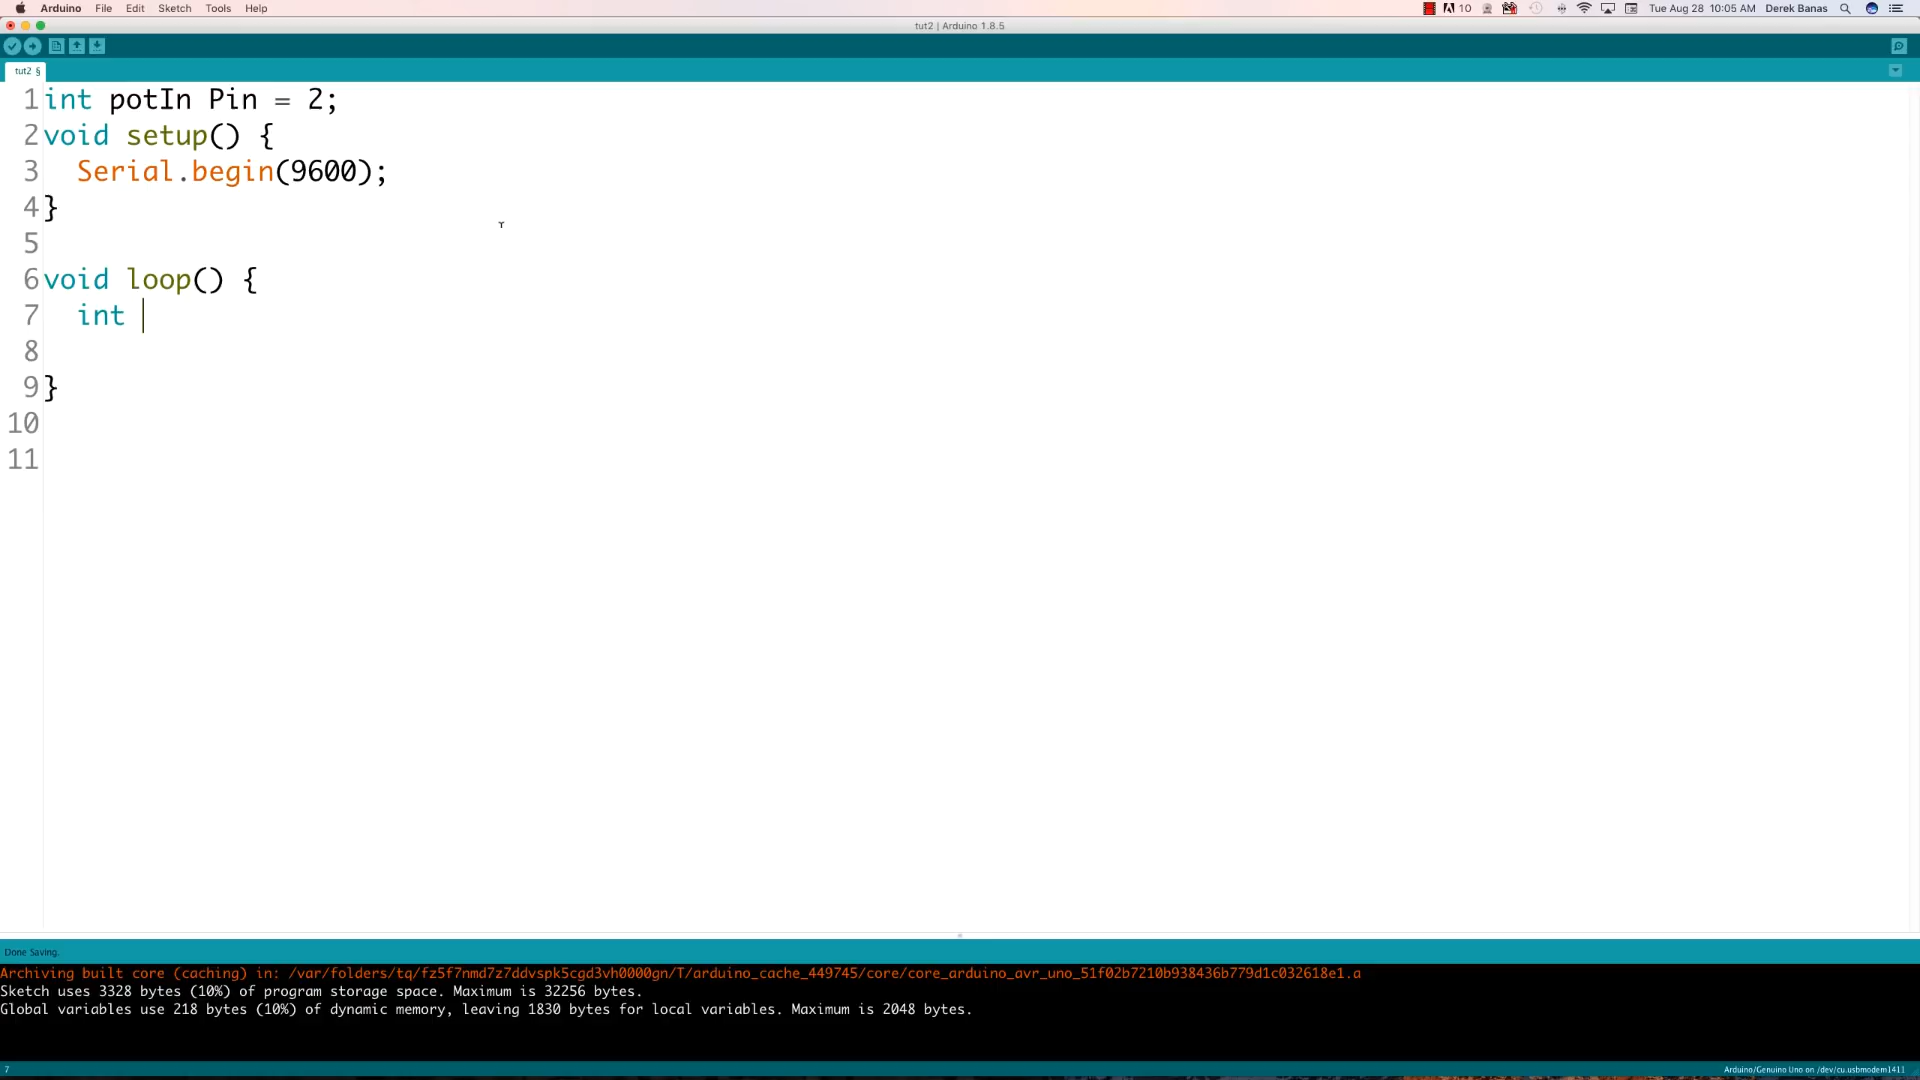 Arduino File Edit Sketch Tools Help 10 Tue Aug 28 10:05 AM Derek Banas
tut2 | Arduino 1.8.5
tut2 §
1 int potIn Pin = 2;
2 void setup() {
3 Serial.begin(9600);
4 }
5
6 void loop() {
7 int
8
9 }
10
11
Done Saving.
Archiving built core (caching) in: /var/folders/tq/fz5f7nmd7z7ddvspk5cgd3vh0000gn/T/arduino_cache_449745/core/core_arduino_avr_uno_51f02b7210b938436b779d1c032618e1.a
Sketch uses 3328 bytes (10%) of program storage space. Maximum is 32256 bytes.
Global variables use 218 bytes (10%) of dynamic memory, leaving 1830 bytes for local variables. Maximum is 2048 bytes.
7 Arduino/Genuino Uno on /dev/cu.usbmodem1411